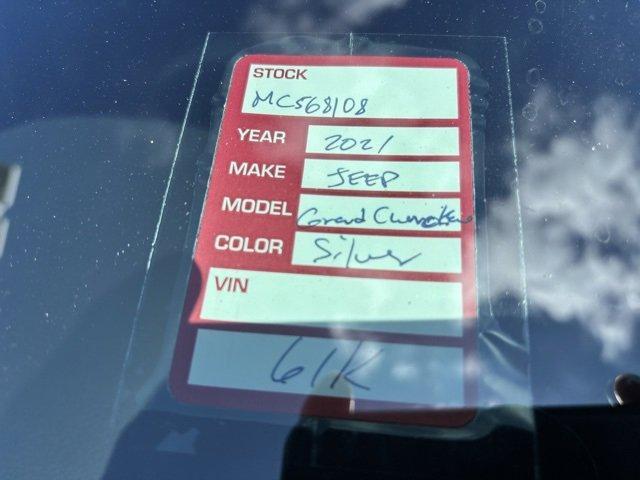 STOCK
MC568108
YEAR 2021
MAKE JEEP
MODEL Grand Cherokee
COLOR Silver
VIN
61K